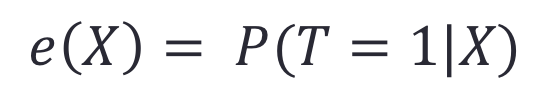 e(X) = P(T = 1|X)